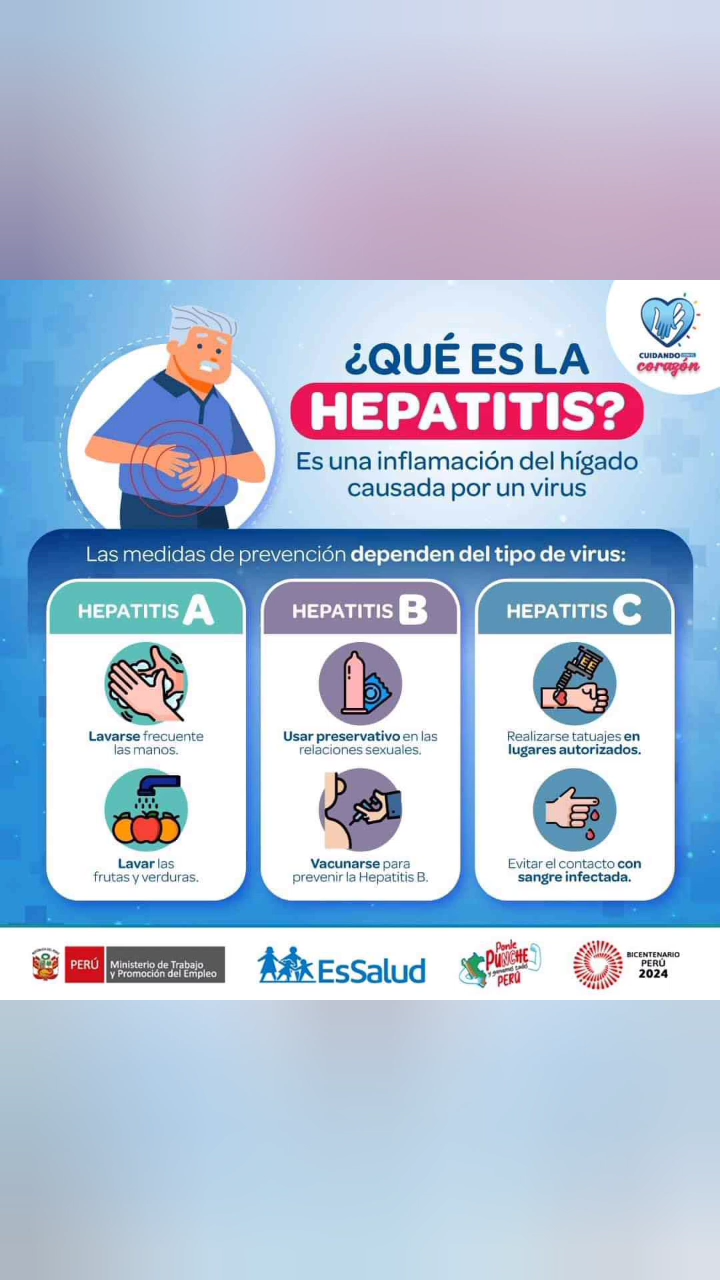 CUIDANDO
corazón
¿QUÉ ES LA
HEPATITIS?
Es una inflamación del hígado
causada por un virus
Las medidas de prevención dependen del tipo de virus:
HEPATITIS A
Lavarse frecuente
las manos.
Lavar las
frutas y verduras.
HEPATITIS B
Usar preservativo en las
relaciones sexuales.
Vacunarse para
prevenir la Hepatitis B.
HEPATITIS C
Realizarse tatuajes en
lugares autorizados.
Evitar el contacto con
sangre infectada.
PERÚ
Ministerio de Trabajo
y Promoción del Empleo
EsSalud
Ponle
PUNCHE
PERÚ
BICENTENARIO
PERÚ
2024